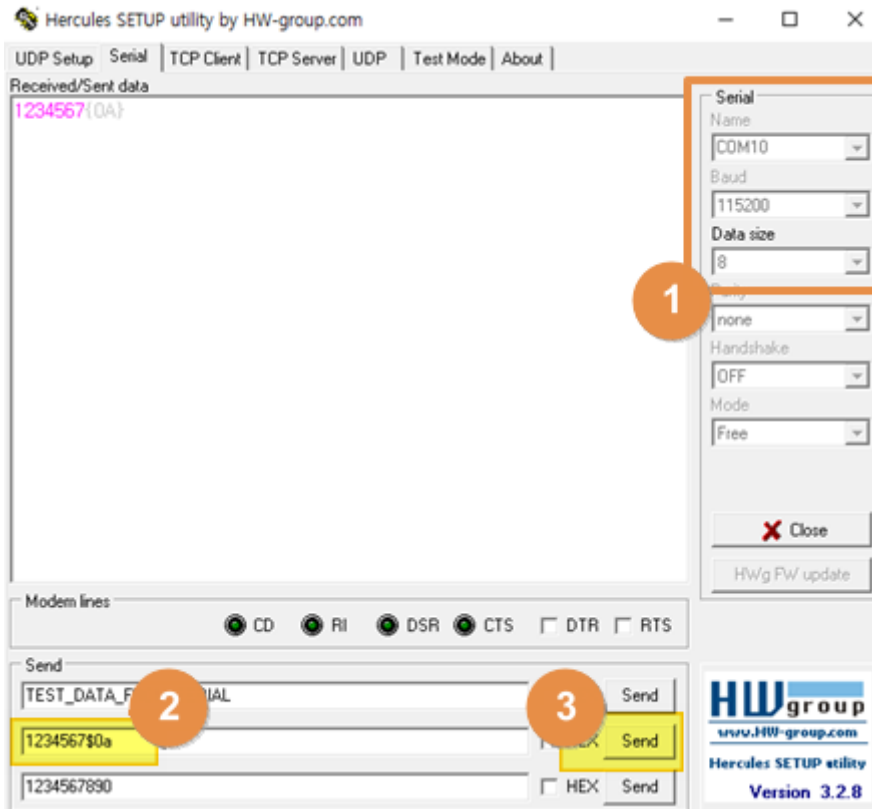 Hercules SETUP utility by HW-group.com
UDP Setup Serial TCP Client TCP Server UDP Test Mode About
Received/Sent data
1234567{0A}
Serial
Name
COM10
Baud
115200
Data size
8
1
none
Handshake
OFF
Mode
Free
Close
HWg FW update
Modem lines
CD RI DSR CTS DTR RTS
Send
2
3
Send
1234567$0a
Send
1234567890
HEX Send
HW group
www.HW-group.com
Hercules SETUP utility
Version 3.2.8